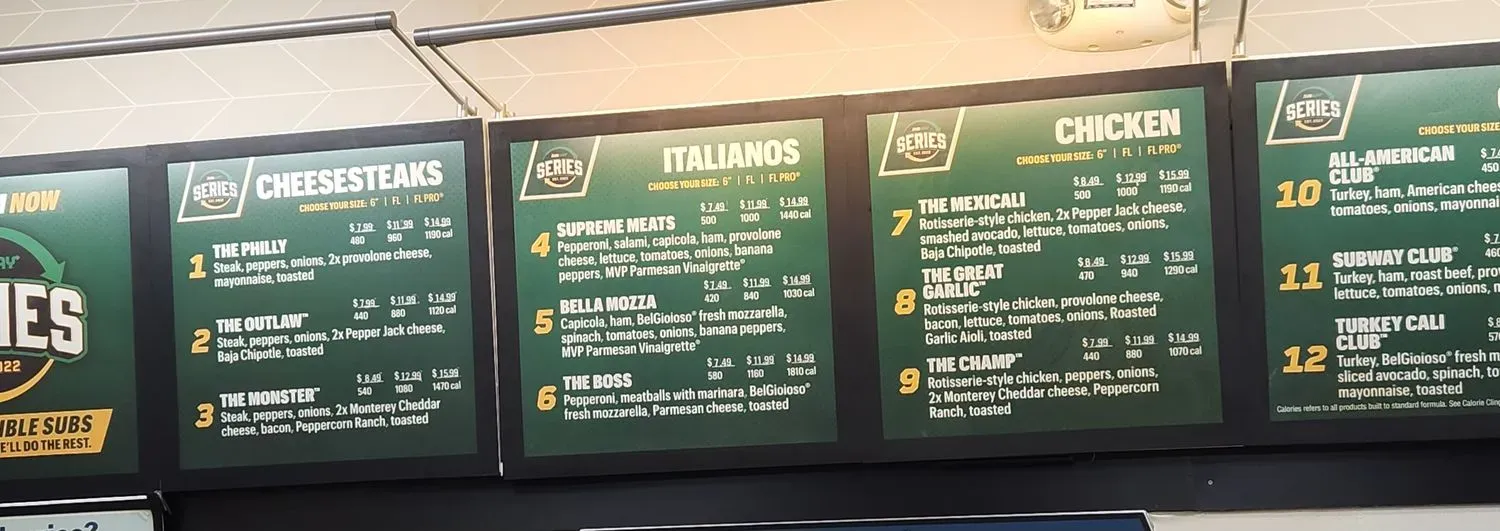 NOW
RY
IES
022
IBLE SUBS
E'LL DO THE REST.
SERIES
CHEESESTEAKS
CHOOSE YOUR SIZE: 6" | FL | FL PRO®
$7.99 $11.99 $14.99
480 960 1190 cal
1 THE PHILLY
Steak, peppers, onions, 2x provolone cheese,
mayonnaise, toasted
$7.99 $11.99 $14.99
440 880 1120 cal
2 THE OUTLAW™
Steak, peppers, onions, 2x Pepper Jack cheese,
Baja Chipotle, toasted
$8.49 $12.99 $15.99
540 1080 1470 cal
3 THE MONSTER™
Steak, peppers, onions, 2x Monterey Cheddar
cheese, bacon, Peppercorn Ranch, toasted
SERIES
ITALIANOS
CHOOSE YOUR SIZE: 6" | FL | FL PRO®
$7.49 $11.99 $14.99
500 1000 1440 cal
4 SUPREME MEATS
Pepperoni, salami, capicola, ham, provolone
cheese, lettuce, tomatoes, onions, banana
peppers, MVP Parmesan Vinaigrette®
$7.49 $11.99 $14.99
420 840 1030 cal
5 BELLA MOZZA
Capicola, ham, BelGioioso® fresh mozzarella,
spinach, tomatoes, onions, banana peppers,
MVP Parmesan Vinaigrette®
$7.49 $11.99 $14.99
580 1160 1810 cal
6 THE BOSS
Pepperoni, meatballs with marinara, BelGioioso®
fresh mozzarella, Parmesan cheese, toasted
SERIES
CHICKEN
CHOOSE YOUR SIZE: 6" | FL | FL PRO®
$8.49 $12.99 $15.99
500 1000 1190 cal
7 THE MEXICALI
Rotisserie-style chicken, 2x Pepper Jack cheese,
smashed avocado, lettuce, tomatoes, onions,
Baja Chipotle, toasted
$8.49 $12.99 $15.99
470 940 1290 cal
8 THE GREAT
GARLIC™
Rotisserie-style chicken, provolone cheese,
bacon, lettuce, tomatoes, onions, Roasted
Garlic Aioli, toasted
$7.99 $11.99 $14.99
440 880 1070 cal
9 THE CHAMP™
Rotisserie-style chicken, peppers, onions,
2x Monterey Cheddar cheese, Peppercorn
Ranch, toasted
SERIES
CHOOSE YOUR SIZE
10 ALL-AMERICAN
CLUB®
450
Turkey, ham, American chees
tomatoes, onions, mayonnai
11 SUBWAY CLUB®
Turkey, ham, roast beef, prov
lettuce, tomatoes, onions, m
12 TURKEY CALI
CLUB™
Turkey, BelGioioso® fresh m
sliced avocado, spinach, to
mayonnaise, toasted
Calories refers to all products built to standard formula. See Calorie Cling